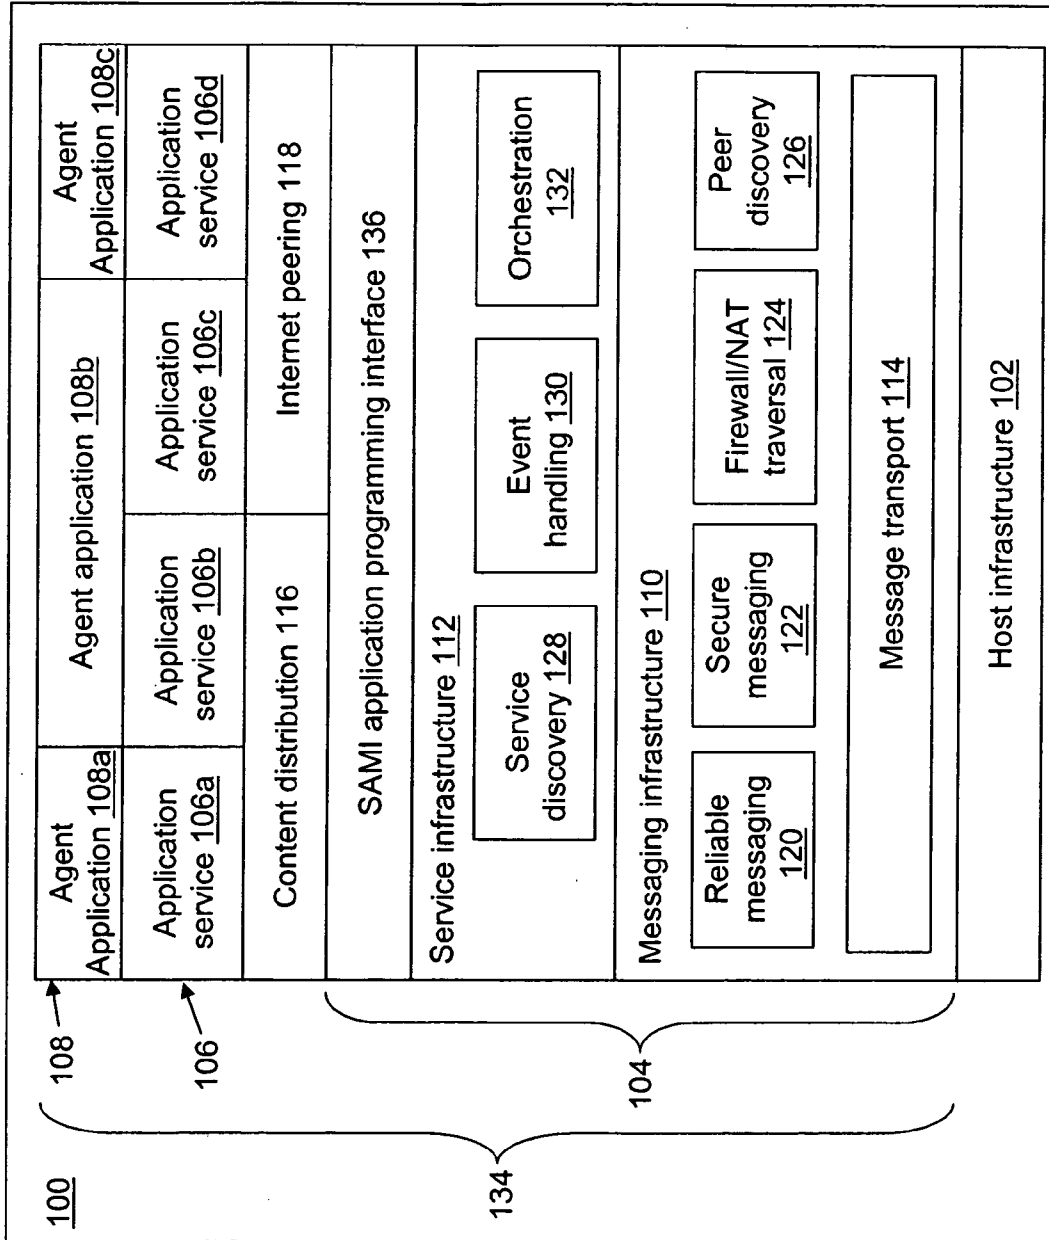 100
108
106
104
134
Agent
Application 108a
Agent application 108b
Agent
Application 108c
Application
service 106a
Application
service 106b
Application
service 106c
Application
service 106d
Content distribution 116
Internet peering 118
SAMI application programming interface 136
Service infrastructure 112
Service
discovery 128
Event
handling 130
Orchestration
132
Messaging infrastructure 110
Reliable
messaging
120
Secure
messaging
122
Firewall/NAT
traversal 124
Peer
discovery
126
Message transport 114
Host infrastructure 102